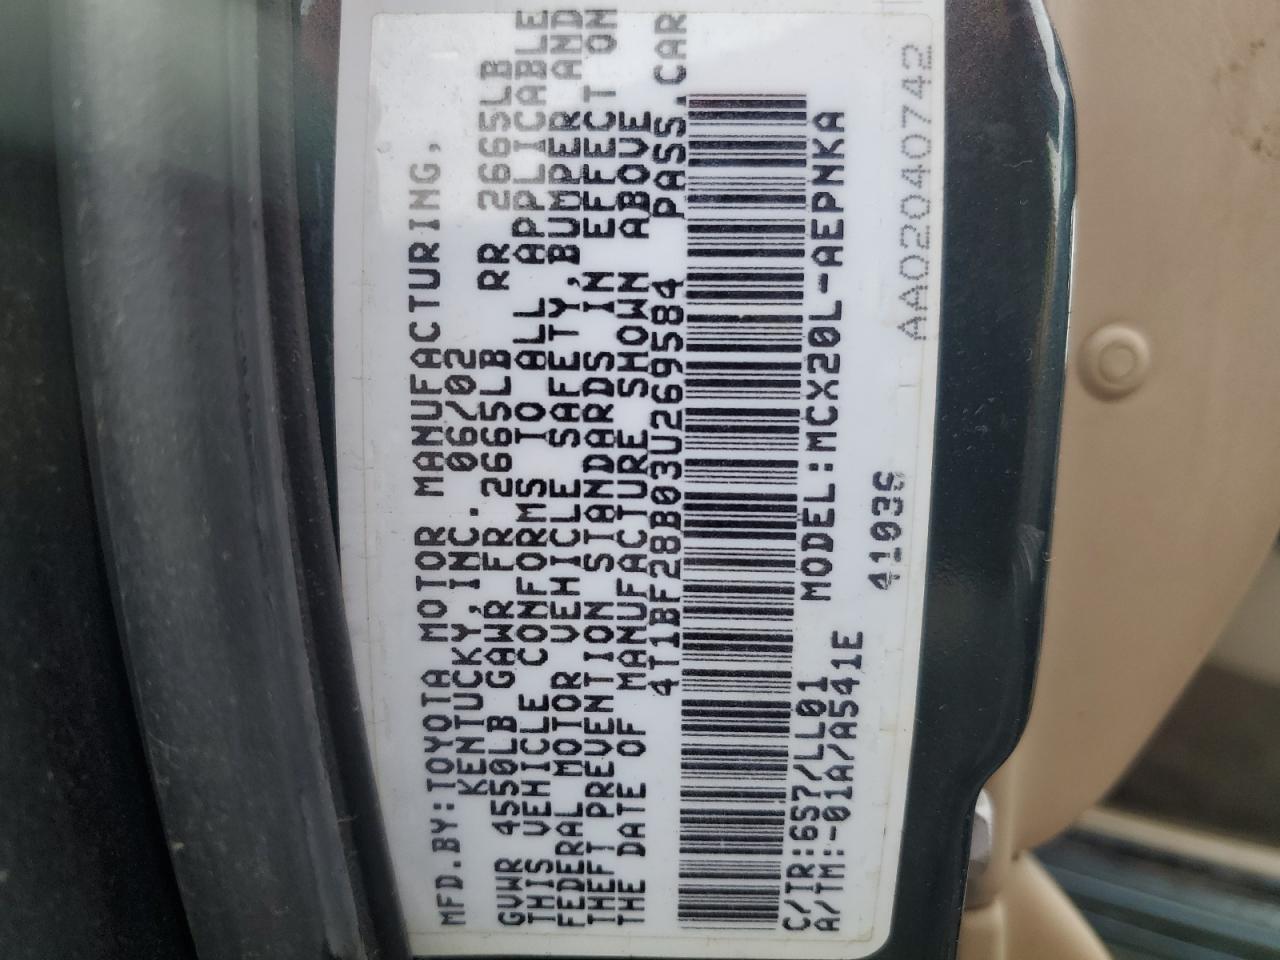 MFD.BY:TOYOTA MOTOR MANUFACTURING,
KENTUCKY,INC. 06/02
GVWR 4550LB GAWR FR 2665LB RR 2665LB
THIS VEHICLE CONFORMS TO ALL APPLICABLE
FEDERAL MOTOR VEHICLE SAFETY,BUMPER AND
THEFT PREVENTION STANDARDS IN EFFECT ON
THE DATE OF MANUFACTURE SHOWN ABOVE
4T1BF28B03U269584 PASS.CAR
C/TR:6S7/LL01 MODEL:MCX20L-AEPNKA
A/TM:-01A/A541E 41036 AA02040742